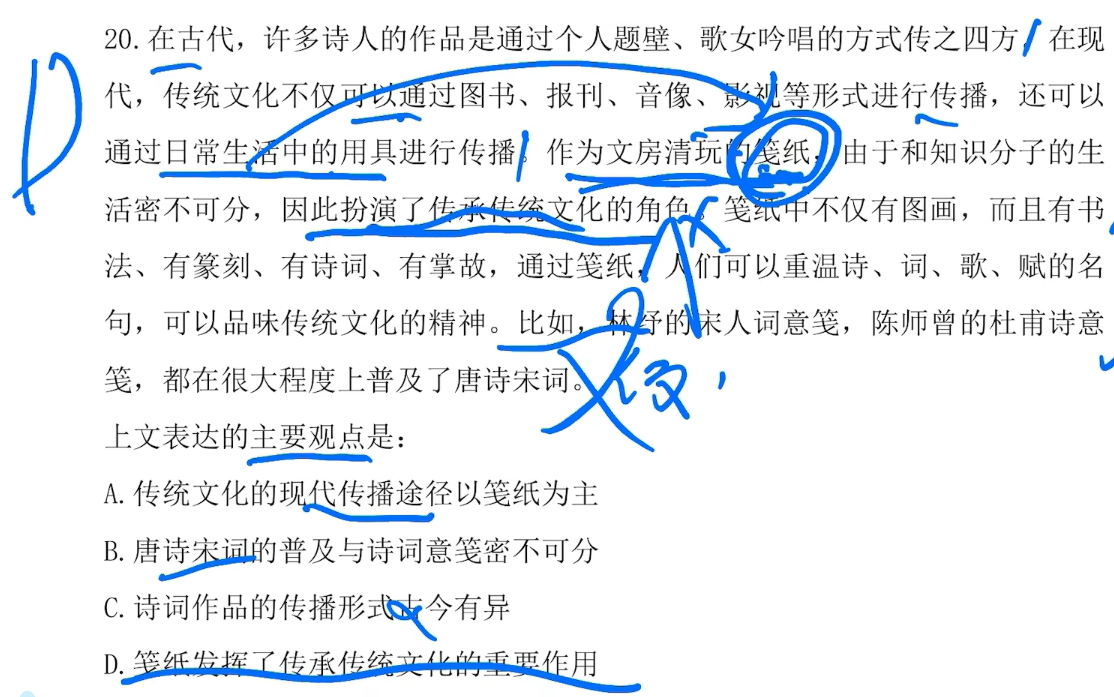 20.在古代，许多诗人的作品是通过个人题壁、歌女吟唱的方式传之四方，在现
代，传统文化不仅可以通过图书、报刊、音像、影视等形式进行传播，还可以
通过日常生活中的用具进行传播。作为文房清玩的笺纸，由于和知识分子的生
活密不可分，因此扮演了传承传统文化的角色。笺纸中不仅有图画，而且有书
法、有篆刻、有诗词、有掌故，通过笺纸，人们可以重温诗、词、歌、赋的名
句，可以品味传统文化的精神。比如，林纾的宋人词意笺，陈师曾的杜甫诗意
笺，都在很大程度上普及了唐诗宋词。
上文表达的主要观点是：
A.传统文化的现代传播途径以笺纸为主
B.唐诗宋词的普及与诗词意笺密不可分
C.诗词作品的传播形式古今有异
D.笺纸发挥了传承传统文化的重要作用
D